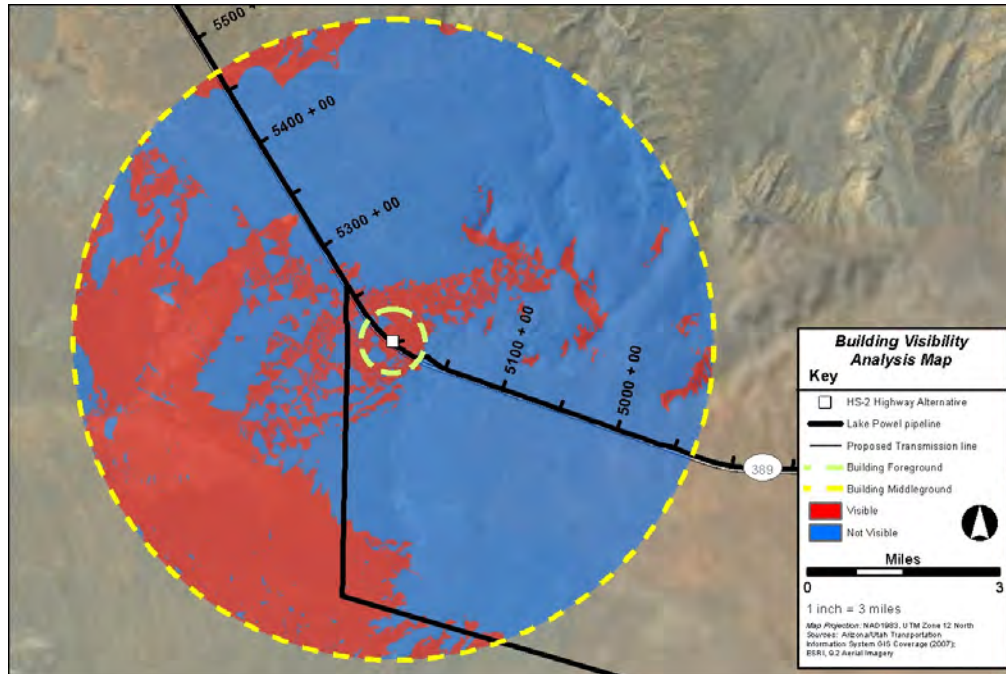 5500 + 00
5400 + 00
5300 + 00
5100 + 00
5000 + 00
389
Building Visibility
Analysis Map
Key
HS-2 Highway Alternative
Lake Powel pipeline
Proposed Transmission line
Building Foreground
Building Middleground
Visible
Not Visible
Miles
0 3
1 inch = 3 miles
Map Projection: NAD1983, UTM Zone 12 North
Sources: Arizona/Utah Transportation
Information System GIS Coverage (2007);
ESRI, 9.2 Aerial Imagery